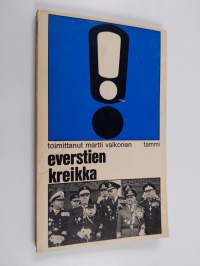 toimittanut martti valkonen tammi
everstien
kreikka